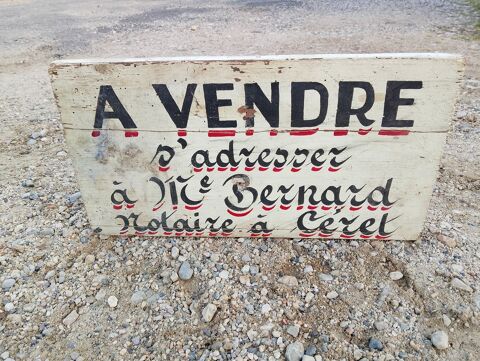 A VENDRE
s'adresser
à Me Bernard
Notaire à Céret